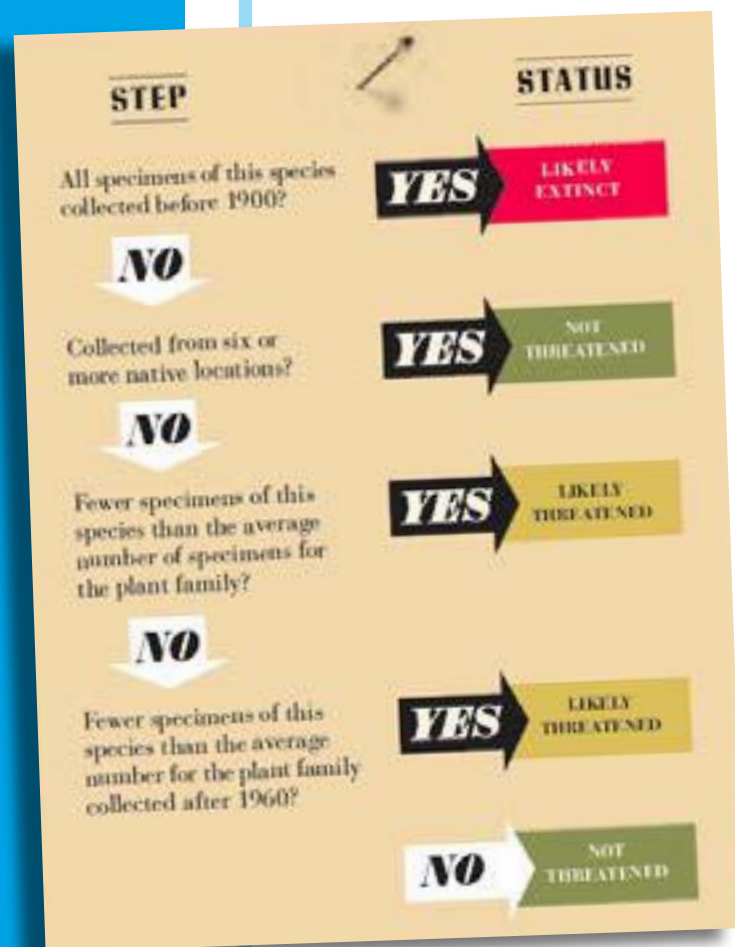 STEP
STATUS
All specimens of this species
collected before 1900?
YES
LIKELY
EXTINCT
NO
Collected from six or
more native locations?
YES
NOT
THREATENED
NO
Fewer specimens of this
species than the average
number of specimens for
the plant family?
YES
LIKELY
THREATENED
NO
Fewer specimens of this
species than the average
number for the plant family
collected after 1960?
YES
LIKELY
THREATENED
NO
NOT
THREATENED